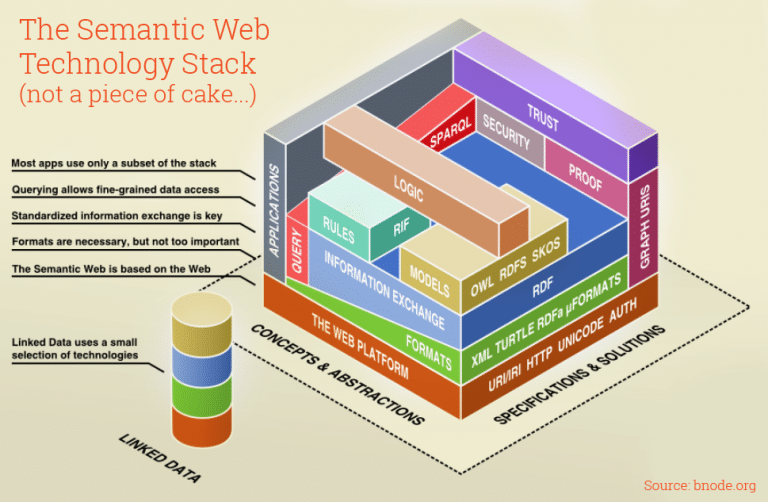 The Semantic Web
Technology Stack
(not a piece of cake...)
Most apps use only a subset of the stack
Querying allows fine-grained data access
Standardized information exchange is key
Formats are necessary, but not too important
The Semantic Web is based on the Web
Linked Data uses a small
selection of technologies
LINKED DATA
APPLICATIONS
QUERY
SPARQL
SECURITY
TRUST
PROOF
LOGIC
RULES
RIF
MODELS
OWL RDFS SKOS
GRAPH URIS
INFORMATION EXCHANGE
RDF
FORMATS
XML TURTLE RDFa µFORMATS
THE WEB PLATFORM
URI/IRI HTTP UNICODE AUTH
CONCEPTS & ABSTRACTIONS
SPECIFICATIONS & SOLUTIONS
Source: bnode.org